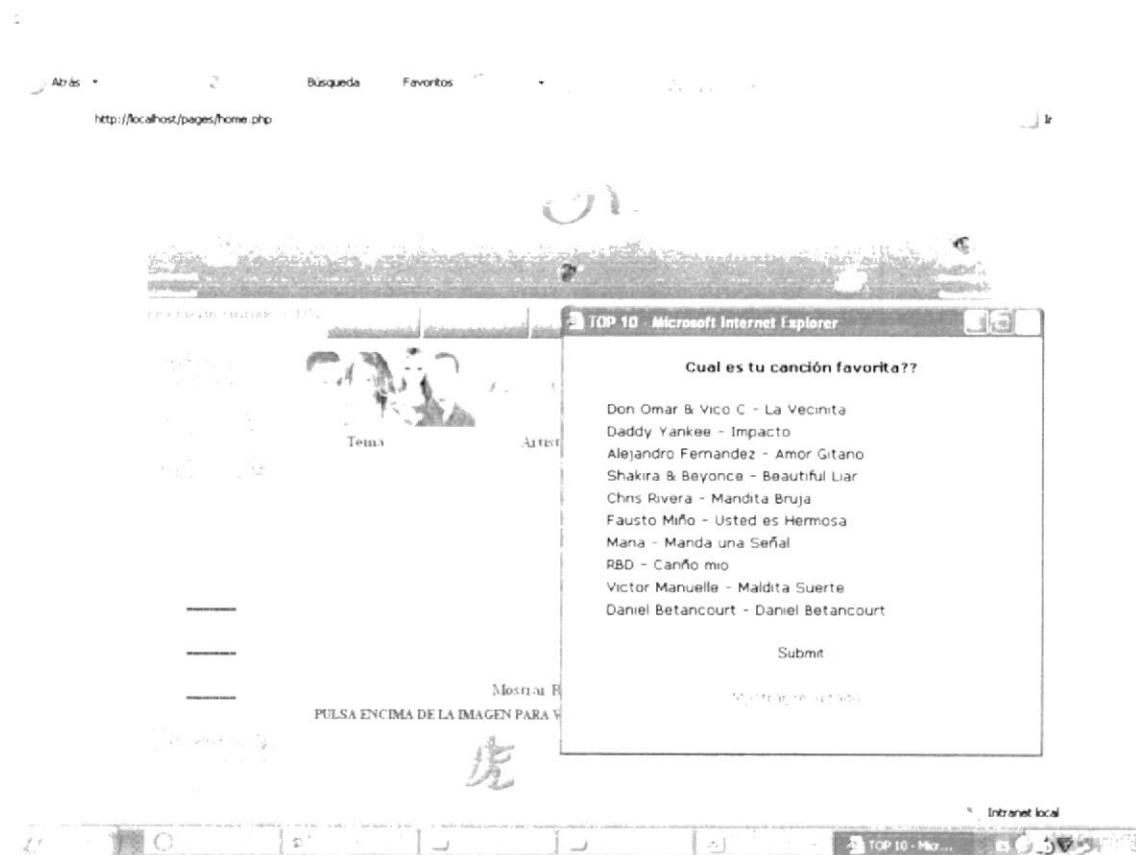 Atrás
Búsqueda
Favoritos
http://localhost/pages/home.php
Ir
TOP 10 - Microsoft Internet Explorer
Cual es tu canción favorita??
Don Omar & Vico C - La Vecinita
Daddy Yankee - Impacto
Alejandro Fernandez - Amor Gitano
Shakira & Beyonce - Beautiful Liar
Chris Rivera - Mandita Bruja
Fausto Miño - Usted es Hermosa
Mana - Manda una Señal
RBD - Cariño mio
Victor Manuelle - Maldita Suerte
Daniel Betancourt - Daniel Betancourt
Submit
Tema
Artist
Mostrar R
PULSA ENCIMA DE LA IMAGEN PARA V
虎
Intranet local
TOP 10 - Micr...